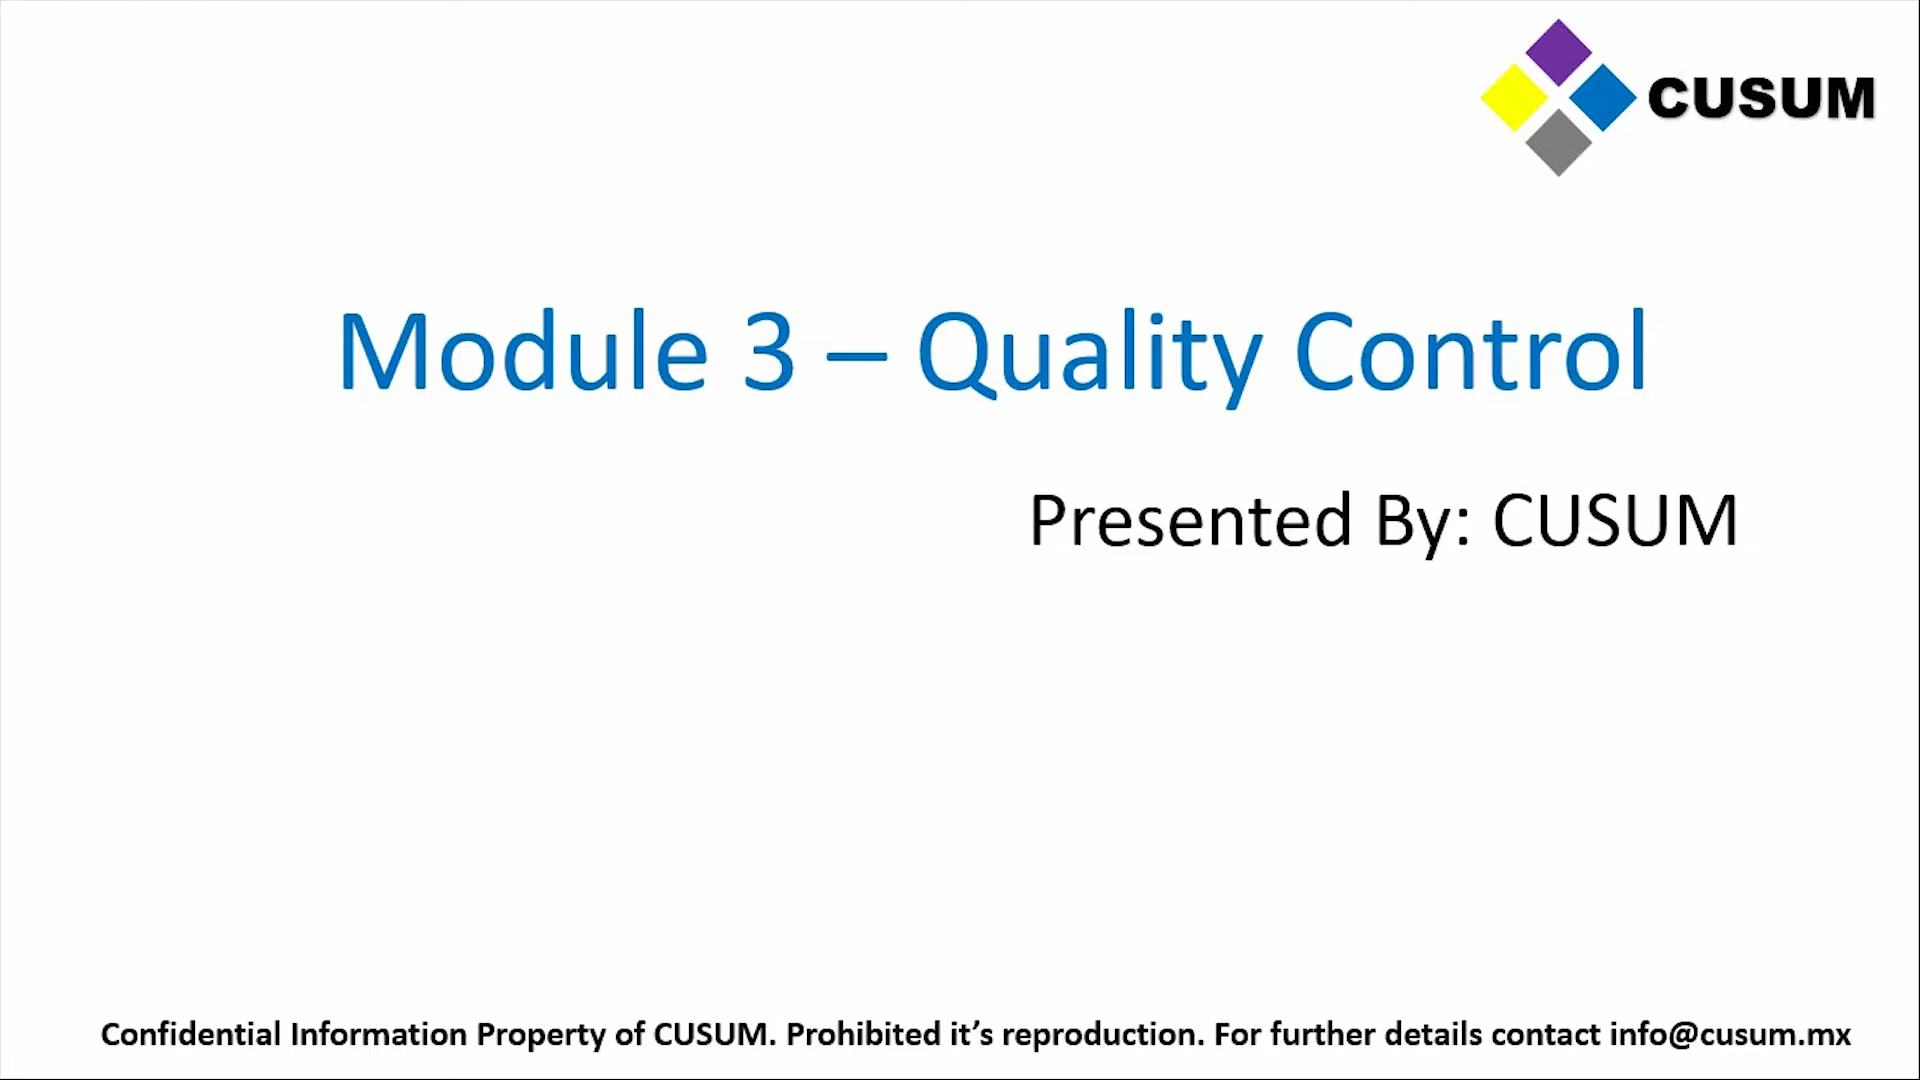 CUSUM
Module 3 – Quality Control
Presented By: CUSUM
Confidential Information Property of CUSUM. Prohibited it’s reproduction. For further details contact info@cusum.mx